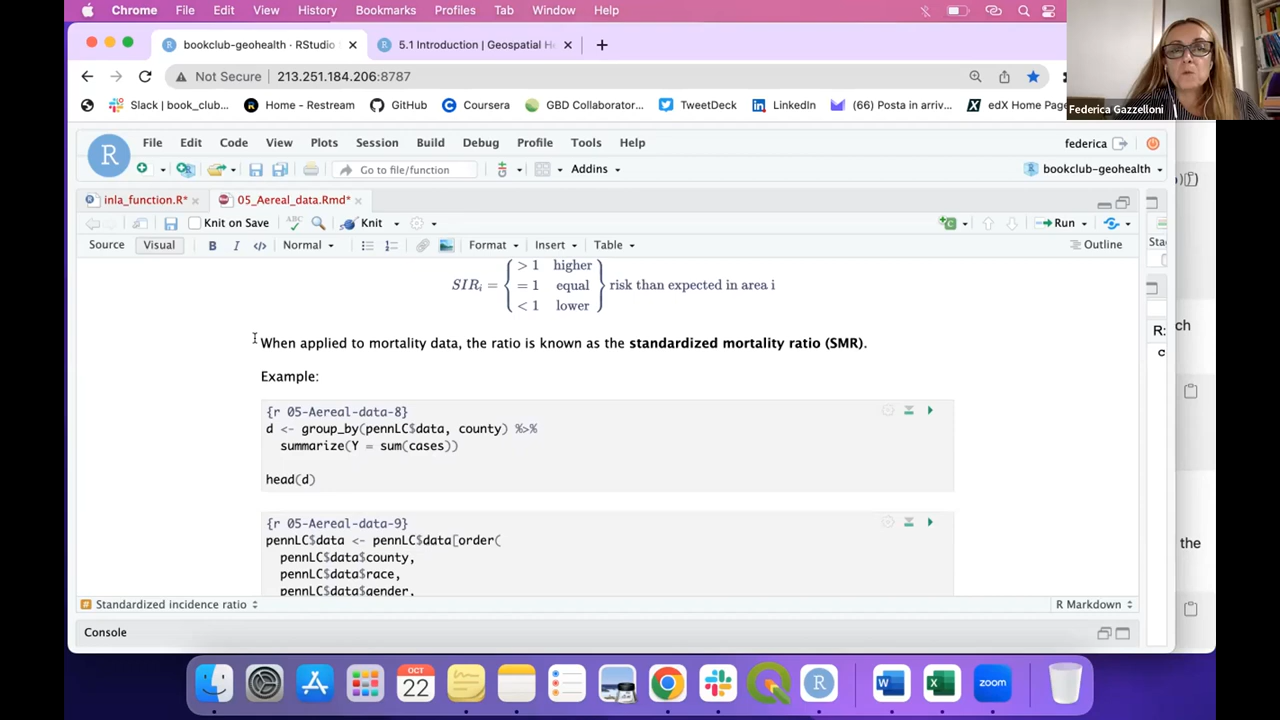 Chrome File Edit View History Bookmarks Profiles Tab Window Help
bookclub-geohealth · RStudio
5.1 Introduction | Geospatial H
Not Secure 213.251.184.206:8787
Federica Gazzelloni
Slack | book_club... Home - Restream GitHub Coursera GBD Collaborator... TweetDeck LinkedIn (66) Posta in arriv... edX Home Page
File Edit Code View Plots Session Build Debug Profile Tools Help
federica
Go to file/function
Addins
bookclub-geohealth
inla_function.R*
05_Aereal_data.Rmd*
Knit on Save
Knit
Run
Source Visual B I </> Normal Format Insert Table
Outline
Sta
SIRi = { > 1 higher
= 1 equal } risk than expected in area i
< 1 lower
When applied to mortality data, the ratio is known as the standardized mortality ratio (SMR).
Example:
{r 05-Aereal-data-8}
d <- group_by(pennLC$data, county) %>%
summarize(Y = sum(cases))
head(d)
{r 05-Aereal-data-9}
pennLC$data <- pennLC$data[order(
pennLC$data$county,
pennLC$data$race,
pennLC$data$gender,
Standardized incidence ratio
R Markdown
Console
R:
c
ch
the
OCT
22
zoom